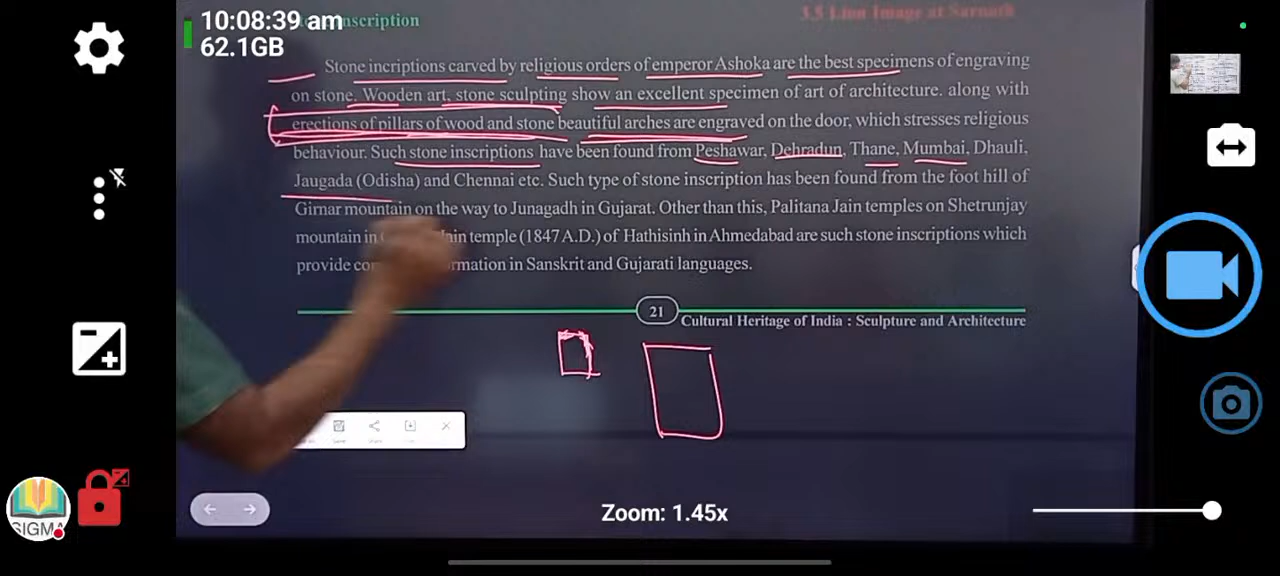 10:08:39 am
62.1GB
inscription
3.5 Lion Image at Sarnath
Stone incriptions carved by religious orders of emperor Ashoka are the best specimens of engraving
on stone. Wooden art, stone sculpting show an excellent specimen of art of architecture. along with
erections of pillars of wood and stone beautiful arches are engraved on the door, which stresses religious
behaviour. Such stone inscriptions have been found from Peshawar, Dehradun, Thane, Mumbai, Dhauli,
Jaugada (Odisha) and Chennai etc. Such type of stone inscription has been found from the foot hill of
Girnar mountain on the way to Junagadh in Gujarat. Other than this, Palitana Jain temples on Shetrunjay
mountain in temple (1847 A.D.) of Hathisinh in Ahmedabad are such stone inscriptions which
provide in Sanskrit and Gujarati languages.
21
Cultural Heritage of India : Sculpture and Architecture
SIGMA
Zoom: 1.45x